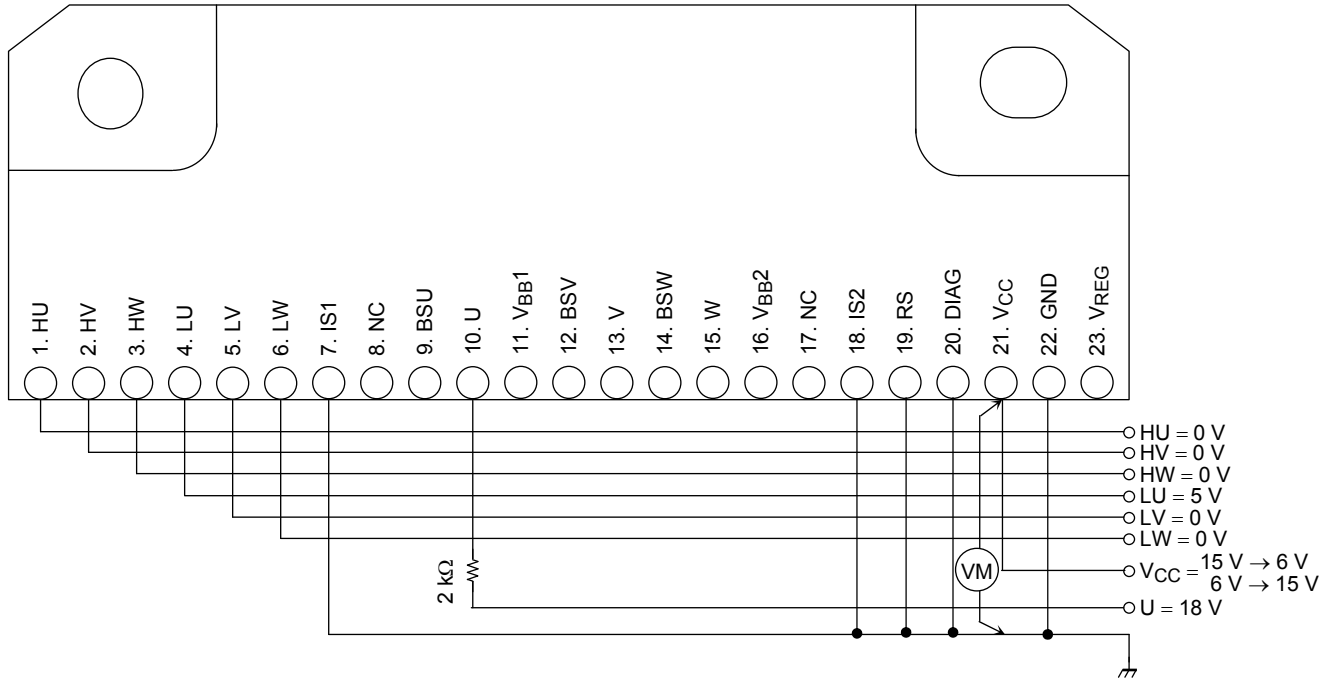 1. HU
2. HV
3. HW
4. LU
5. LV
6. LW
7. IS1
8. NC
9. BSU
10. U
11. VBB1
12. BSV
13. V
14. BSW
15. W
16. VBB2
17. NC
18. IS2
19. RS
20. DIAG
21. VCC
22. GND
23. VREG
HU = 0 V
HV = 0 V
HW = 0 V
LU = 5 V
LV = 0 V
LW = 0 V
2 kΩ
VM
VCC = 15 V → 6 V
6 V → 15 V
U = 18 V